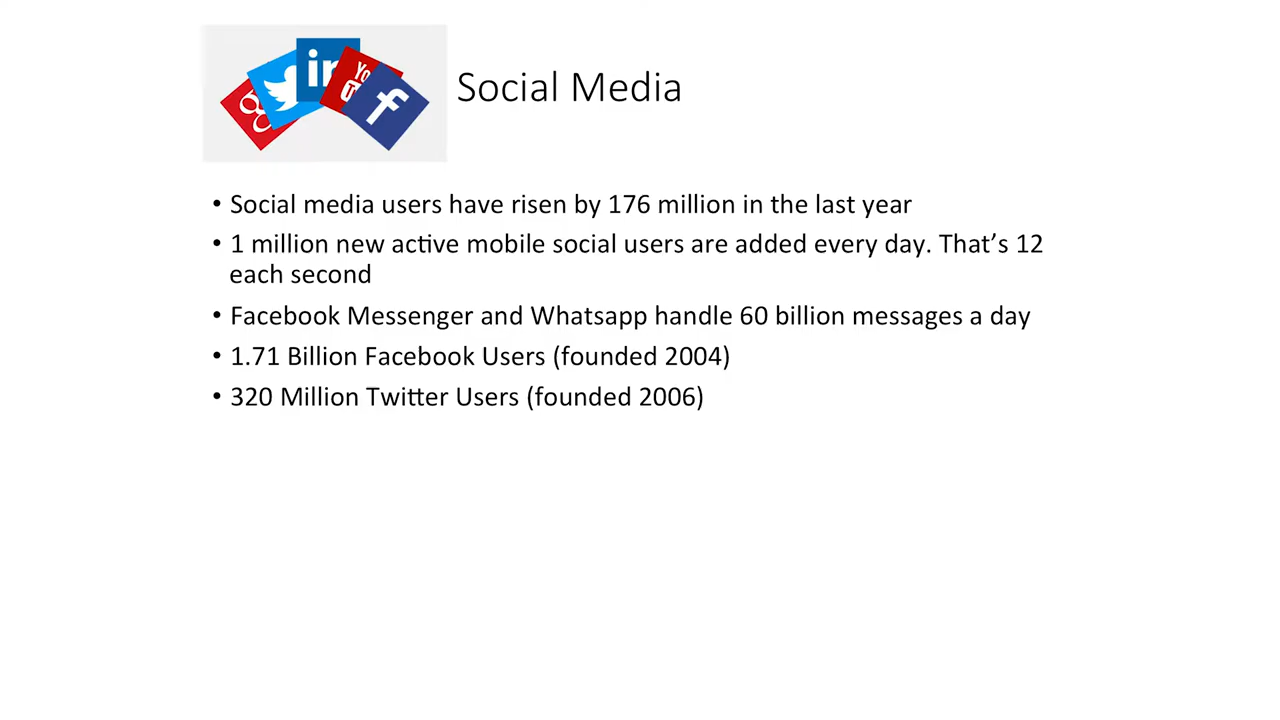 in
You
g
f
Social Media
• Social media users have risen by 176 million in the last year
• 1 million new active mobile social users are added every day. That’s 12
each second
• Facebook Messenger and Whatsapp handle 60 billion messages a day
• 1.71 Billion Facebook Users (founded 2004)
• 320 Million Twitter Users (founded 2006)